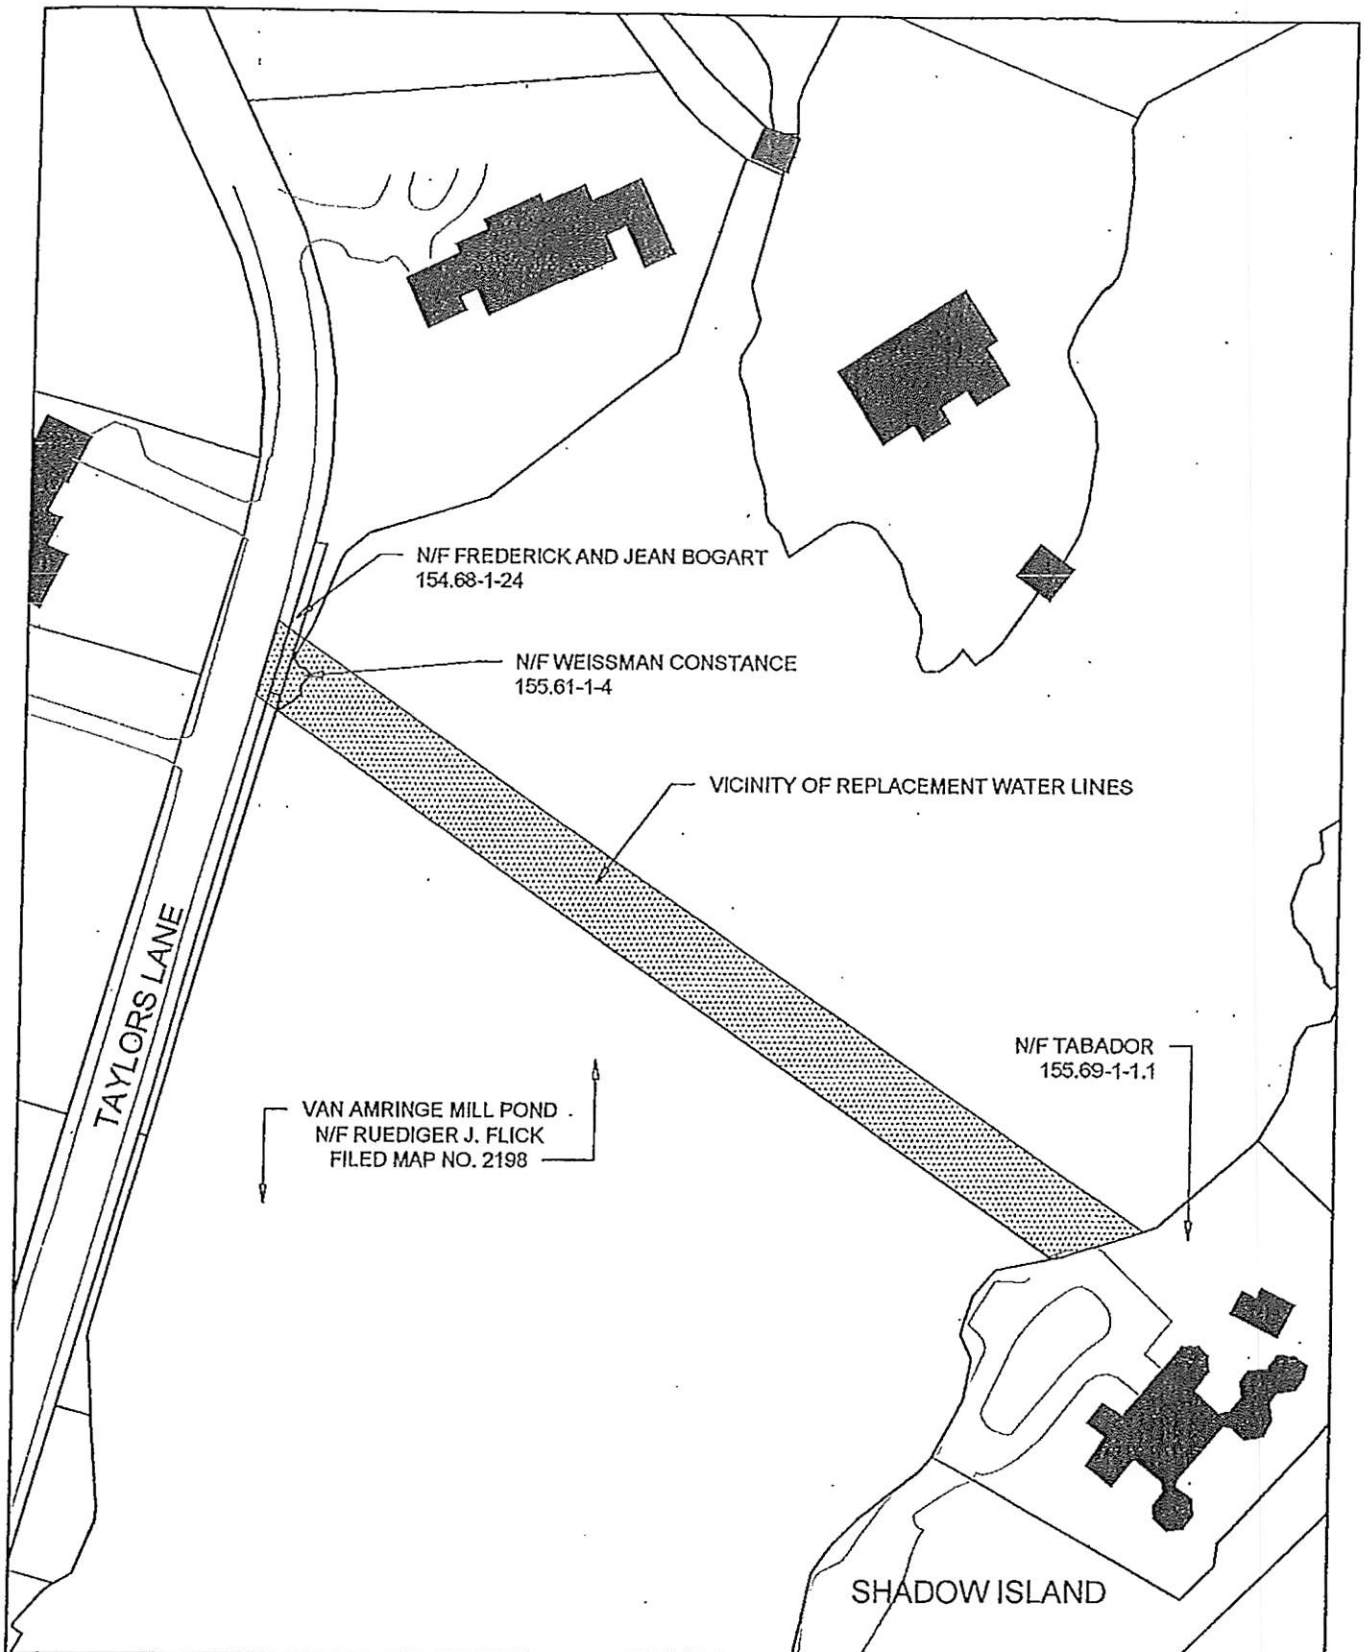 N/F FREDERICK AND JEAN BOGART
154.68-1-24
N/F WEISSMAN CONSTANCE
155.61-1-4
VICINITY OF REPLACEMENT WATER LINES
TAYLORS LANE
N/F TABADOR
155.69-1-1.1
VAN AMRINGE MILL POND
N/F RUEDIGER J. FLICK
FILED MAP NO. 2198
SHADOW ISLAND